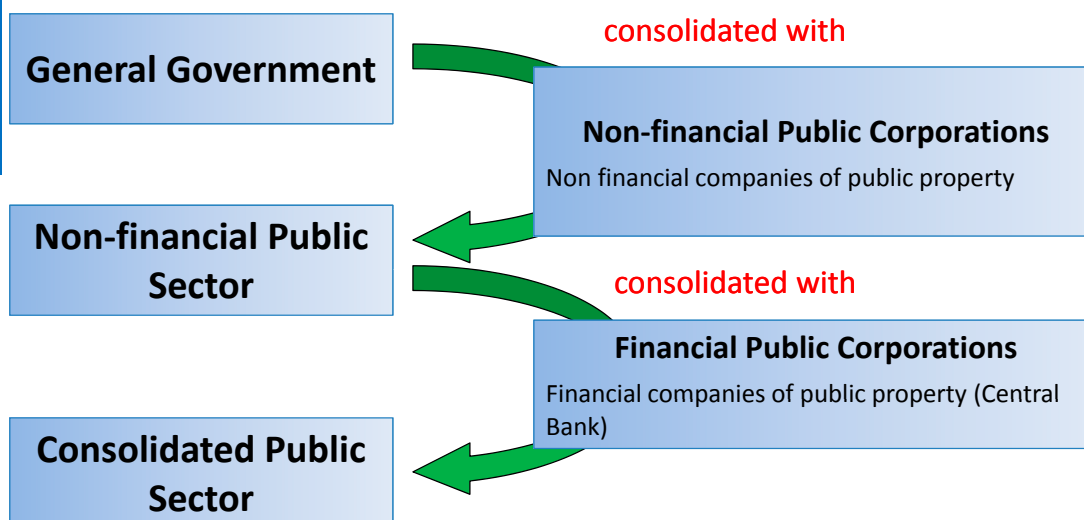 General Government
consolidated with
Non-financial Public Corporations
Non financial companies of public property
Non-financial Public
Sector
consolidated with
Financial Public Corporations
Financial companies of public property (Central
Bank)
Consolidated Public
Sector